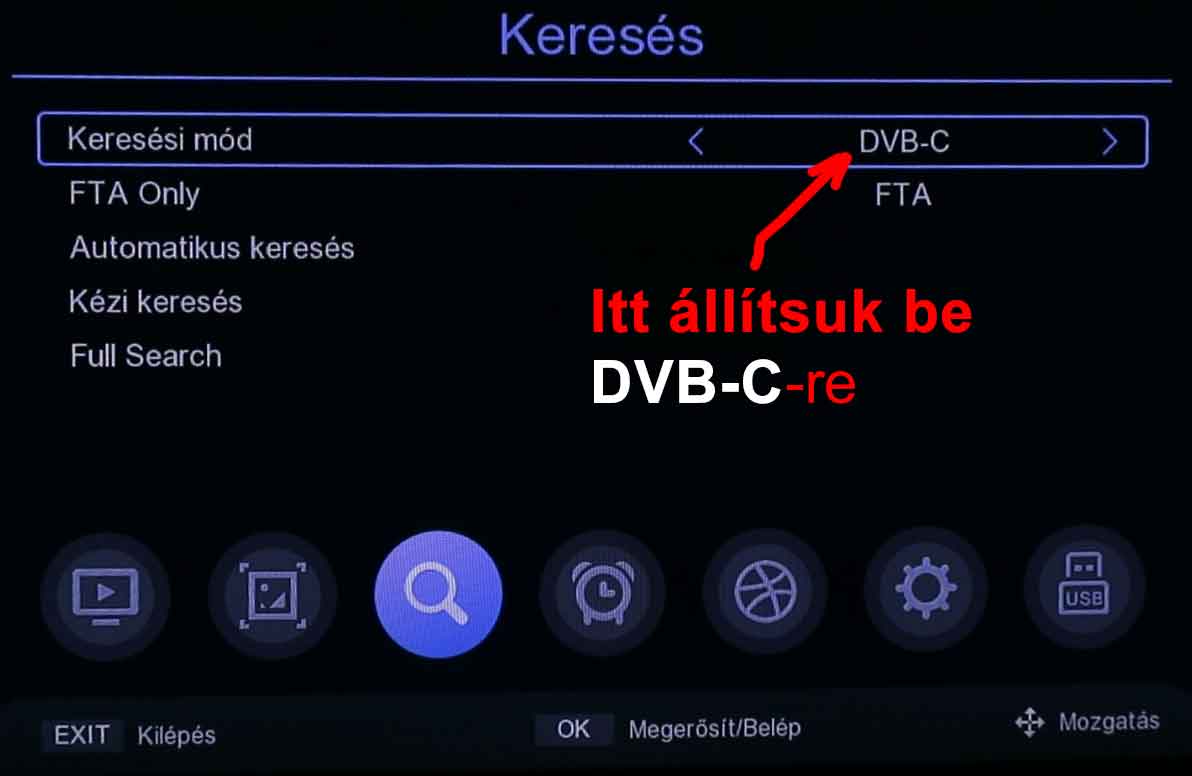 Keresés
Keresési mód < DVB-C >
FTA Only FTA
Automatikus keresés
Kézi keresés
Full Search
Itt állítsuk be
DVB-C-re
USB
EXIT Kilépés OK Megerősít/Belép Mozgatás